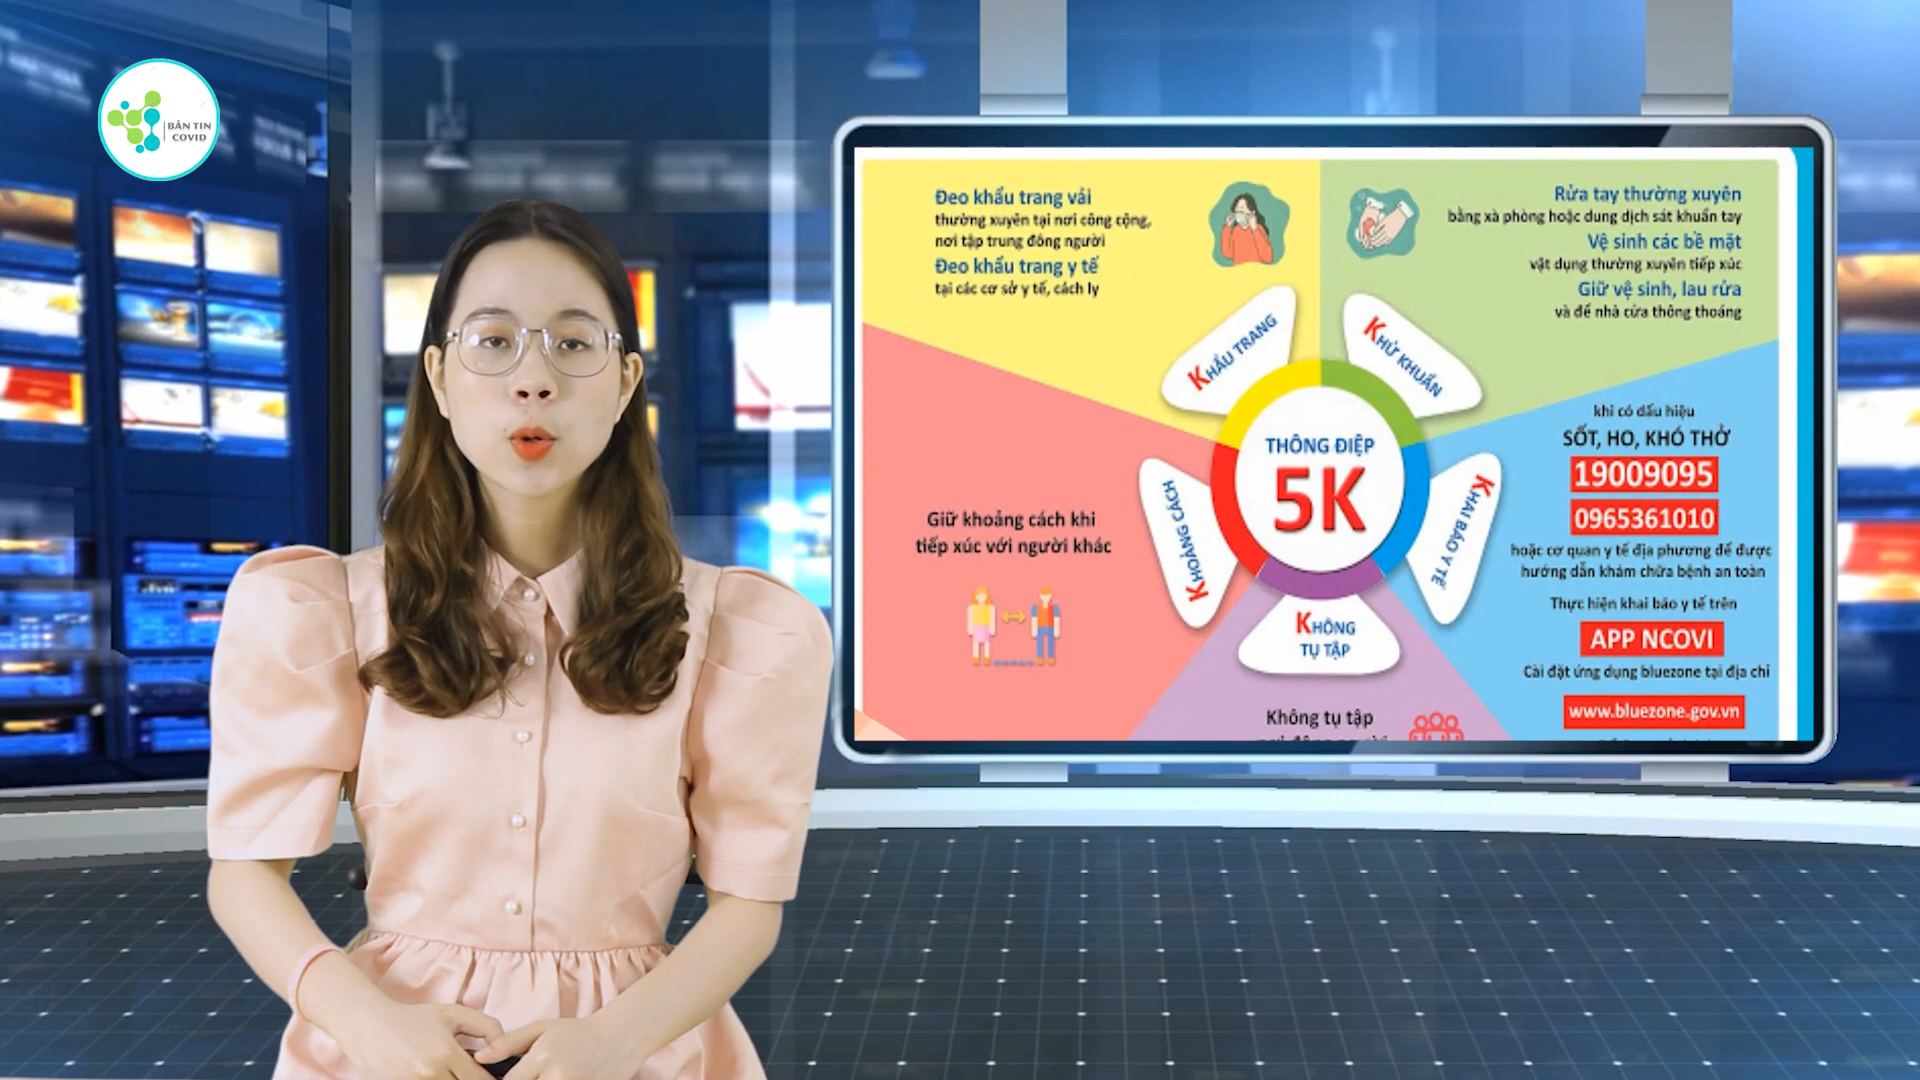 BẢN TIN
COVID
Đeo khẩu trang vải
thường xuyên tại nơi công cộng,
nơi tập trung đông người
Đeo khẩu trang y tế
tại các cơ sở y tế, cách ly
Rửa tay thường xuyên
bằng xà phòng hoặc dung dịch sát khuẩn tay
Vệ sinh các bề mặt
vật dụng thường xuyên tiếp xúc
Giữ vệ sinh, lau rửa
và để nhà cửa thông thoáng
KHẨU TRANG
KHỬ KHUẨN
THÔNG ĐIỆP
5K
KHOẢNG CÁCH
KHAI BÁO Y TẾ
KHÔNG
TỤ TẬP
Giữ khoảng cách khi
tiếp xúc với người khác
khi có dấu hiệu
SỐT, HO, KHÓ THỞ
19009095
0965361010
hoặc cơ quan y tế địa phương để được
hướng dẫn khám chữa bệnh an toàn
Thực hiện khai báo y tế trên
APP NCOVI
Cài đặt ứng dụng bluezone tại địa chỉ
www.bluezone.gov.vn
Không tụ tập